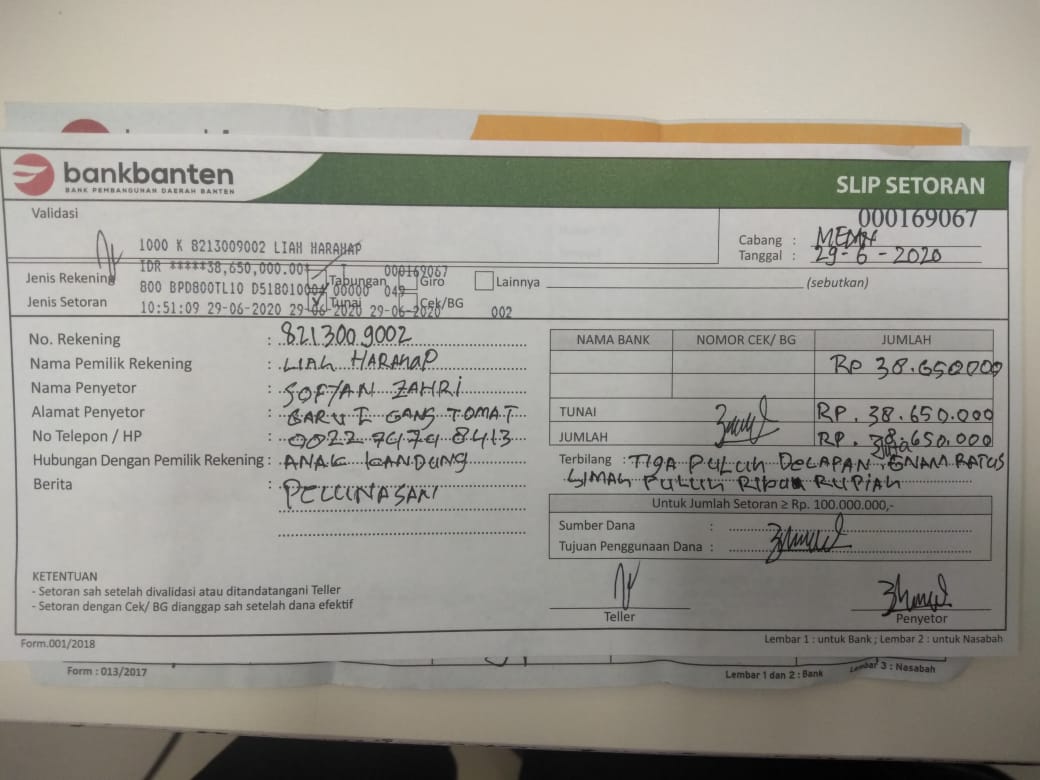 bankbanten
BANK PEMBANGUNAN DAERAH BANTEN
SLIP SETORAN
000169067
Validasi
Cabang : MEDAN
Tanggal : 29-6-2020
1000 K 8213009002 LIAH HARAHAP
IDR *****38,650,000.00* 000169067
Jenis Rekening Tabungan Giro Lainnya (sebutkan)
800 BPD800TL10 00000 049
Jenis Setoran Tunai Cek/BG
10:51:09 29-06-2020 29-06-2020 29-06-2020 002
No. Rekening : 8213009002
Nama Pemilik Rekening : LIAH HARAHAP
Nama Penyetor : SOFYAN ZAHRI
Alamat Penyetor : BARU I GANG TOMAT
No Telepon / HP : 8413
Hubungan Dengan Pemilik Rekening : ANAK KANDUNG
Berita : PELUNASAN
NAMA BANK NOMOR CEK/ BG JUMLAH
RP 38.650000
TUNAI RP. 38.650.000
JUMLAH RP. 38.650.000
Terbilang : TIGA PULUH DELAPAN Juta ENAM RATUS
LIMAH PULUH RIBU RUPIAH
Untuk Jumlah Setoran ≥ Rp. 100.000.000,-
Sumber Dana :
Tujuan Penggunaan Dana :
KETENTUAN
- Setoran sah setelah divalidasi atau ditandatangani Teller
- Setoran dengan Cek/ BG dianggap sah setelah dana efektif
Teller
Penyetor
Form.001/2018
Lembar 1 : untuk Bank ; Lembar 2 : untuk Nasabah
Form : 013/2017
Lembar 1 dan 2 : Bank
Lembar 3 : Nasabah